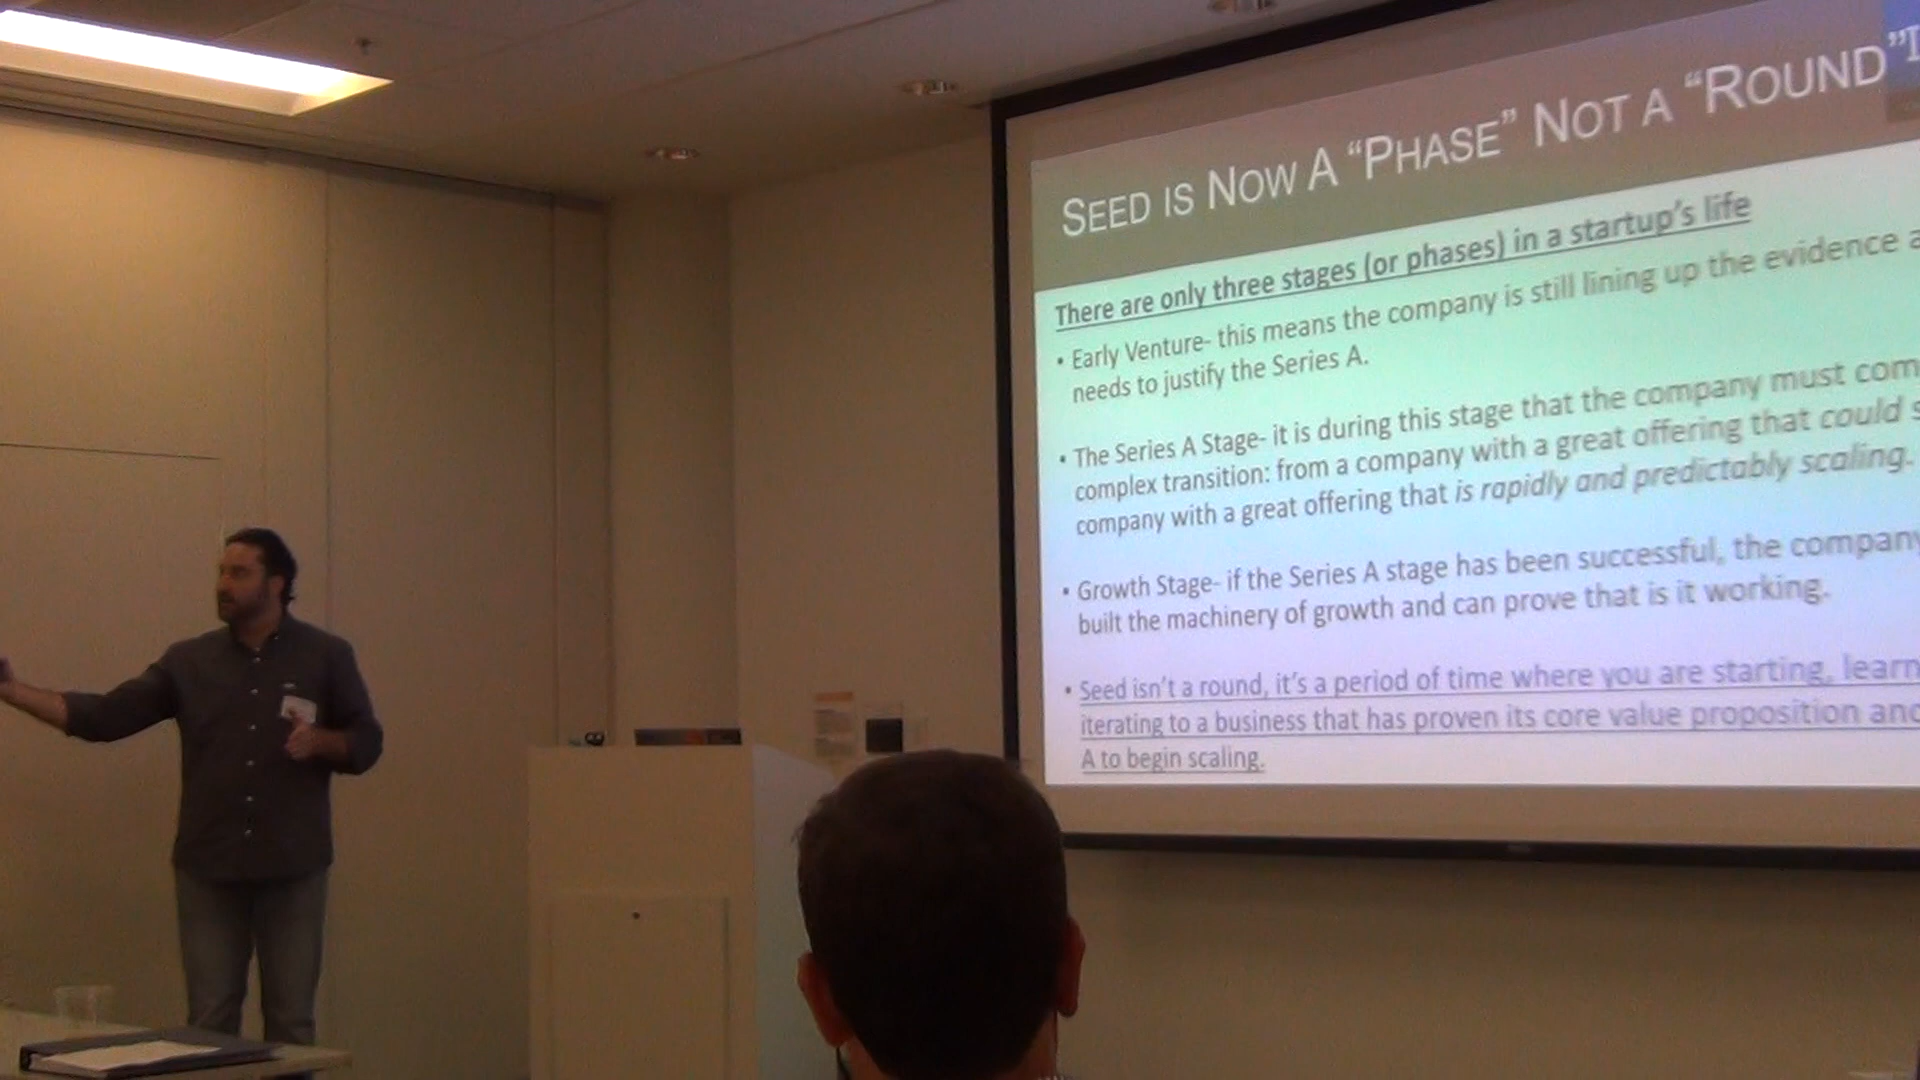 SEED IS NOW A “PHASE” NOT A “ROUND”
There are only three stages (or phases) in a startup’s life
• Early Venture- this means the company is still lining up the evidence
needs to justify the Series A.
• The Series A Stage- it is during this stage that the company must com
complex transition: from a company with a great offering that could s
company with a great offering that is rapidly and predictably scaling.
• Growth Stage- if the Series A stage has been successful, the company
built the machinery of growth and can prove that is it working.
• Seed isn’t a round, it’s a period of time where you are starting, learn
iterating to a business that has proven its core value proposition and
A to begin scaling.